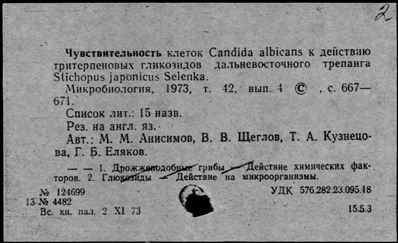 2
Чувствительность клеток Candida albicans к действию
тритерпеновых гликозидов дальневосточного трепанга
Stichopus japonicus Selenka.
Микробиология, 1973, т. 42, вып. 4 ©, с. 667—
671.
Список лит.: 15 назв.
Рез. на англ. яз.
Авт.: М. М. Анисимов, В. В. Щеглов, Т. А. Кузнецо-
ва, Г. Б. Еляков.
— — 1. Дрожжеподобные грибы — Действие химических фак-
торов. 2. Глюкозиды — Действие на микроорганизмы.
№ 124699 УДК 576.282.23.095.18
13 № 4482
Вс. кн. пал. 2 XI 73 15.5.3